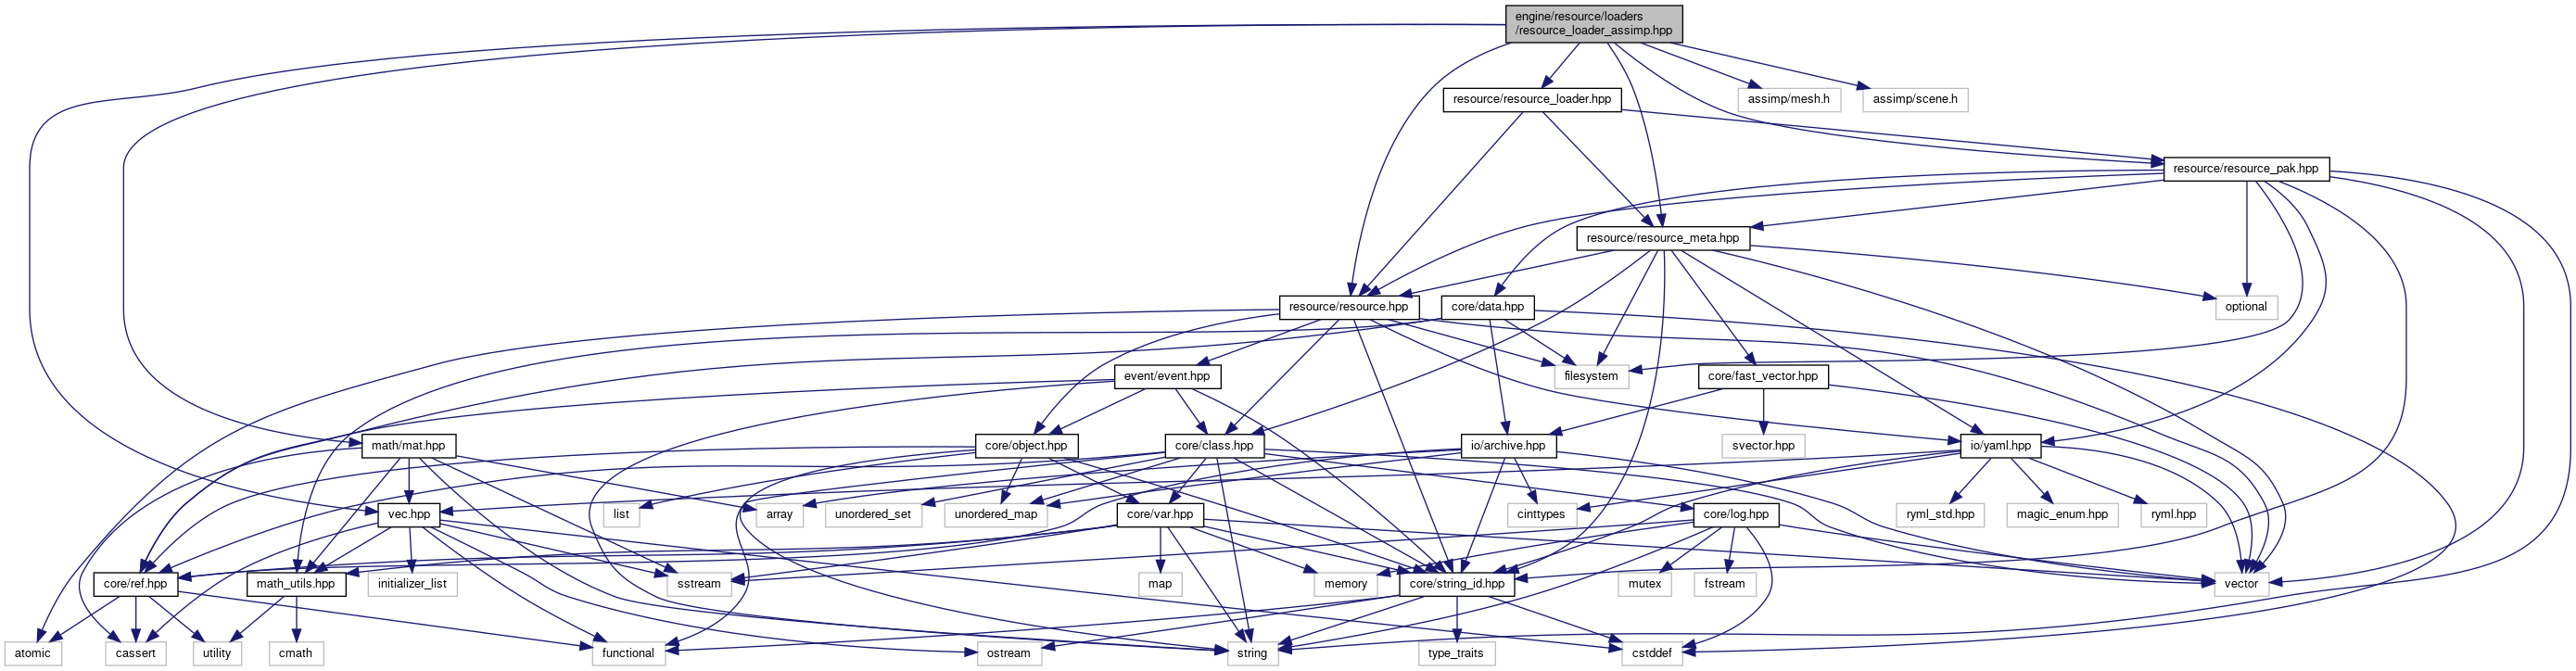 engine/resource/loaders
/resource_loader_assimp.hpp
resource/resource_loader.hpp
assimp/mesh.h
assimp/scene.h
resource/resource_pak.hpp
resource/resource_meta.hpp
resource/resource.hpp
core/data.hpp
optional
event/event.hpp
filesystem
core/fast_vector.hpp
math/mat.hpp
core/object.hpp
core/class.hpp
io/archive.hpp
svector.hpp
io/yaml.hpp
vec.hpp
list
array
unordered_set
unordered_map
core/var.hpp
cinttypes
core/log.hpp
ryml_std.hpp
magic_enum.hpp
ryml.hpp
core/ref.hpp
math_utils.hpp
initializer_list
sstream
map
memory
core/string_id.hpp
mutex
fstream
vector
atomic
cassert
utility
cmath
functional
ostream
string
type_traits
cstddef